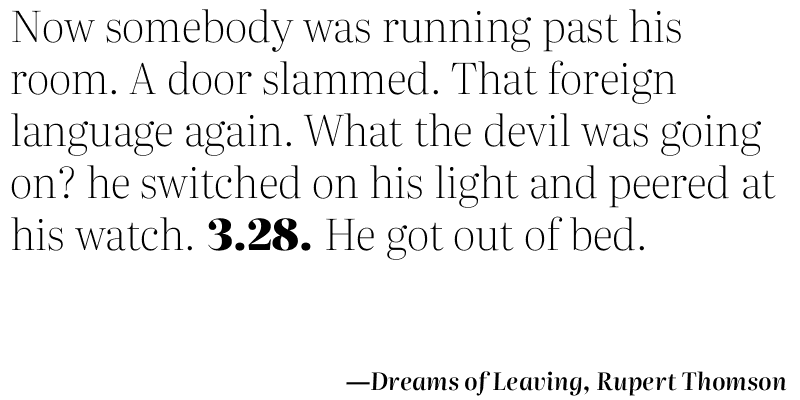 Now somebody was running past his
room. A door slammed. That foreign
language again. What the devil was going
on? he switched on his light and peered at
his watch. 3.28. He got out of bed.
—Dreams of Leaving, Rupert Thomson